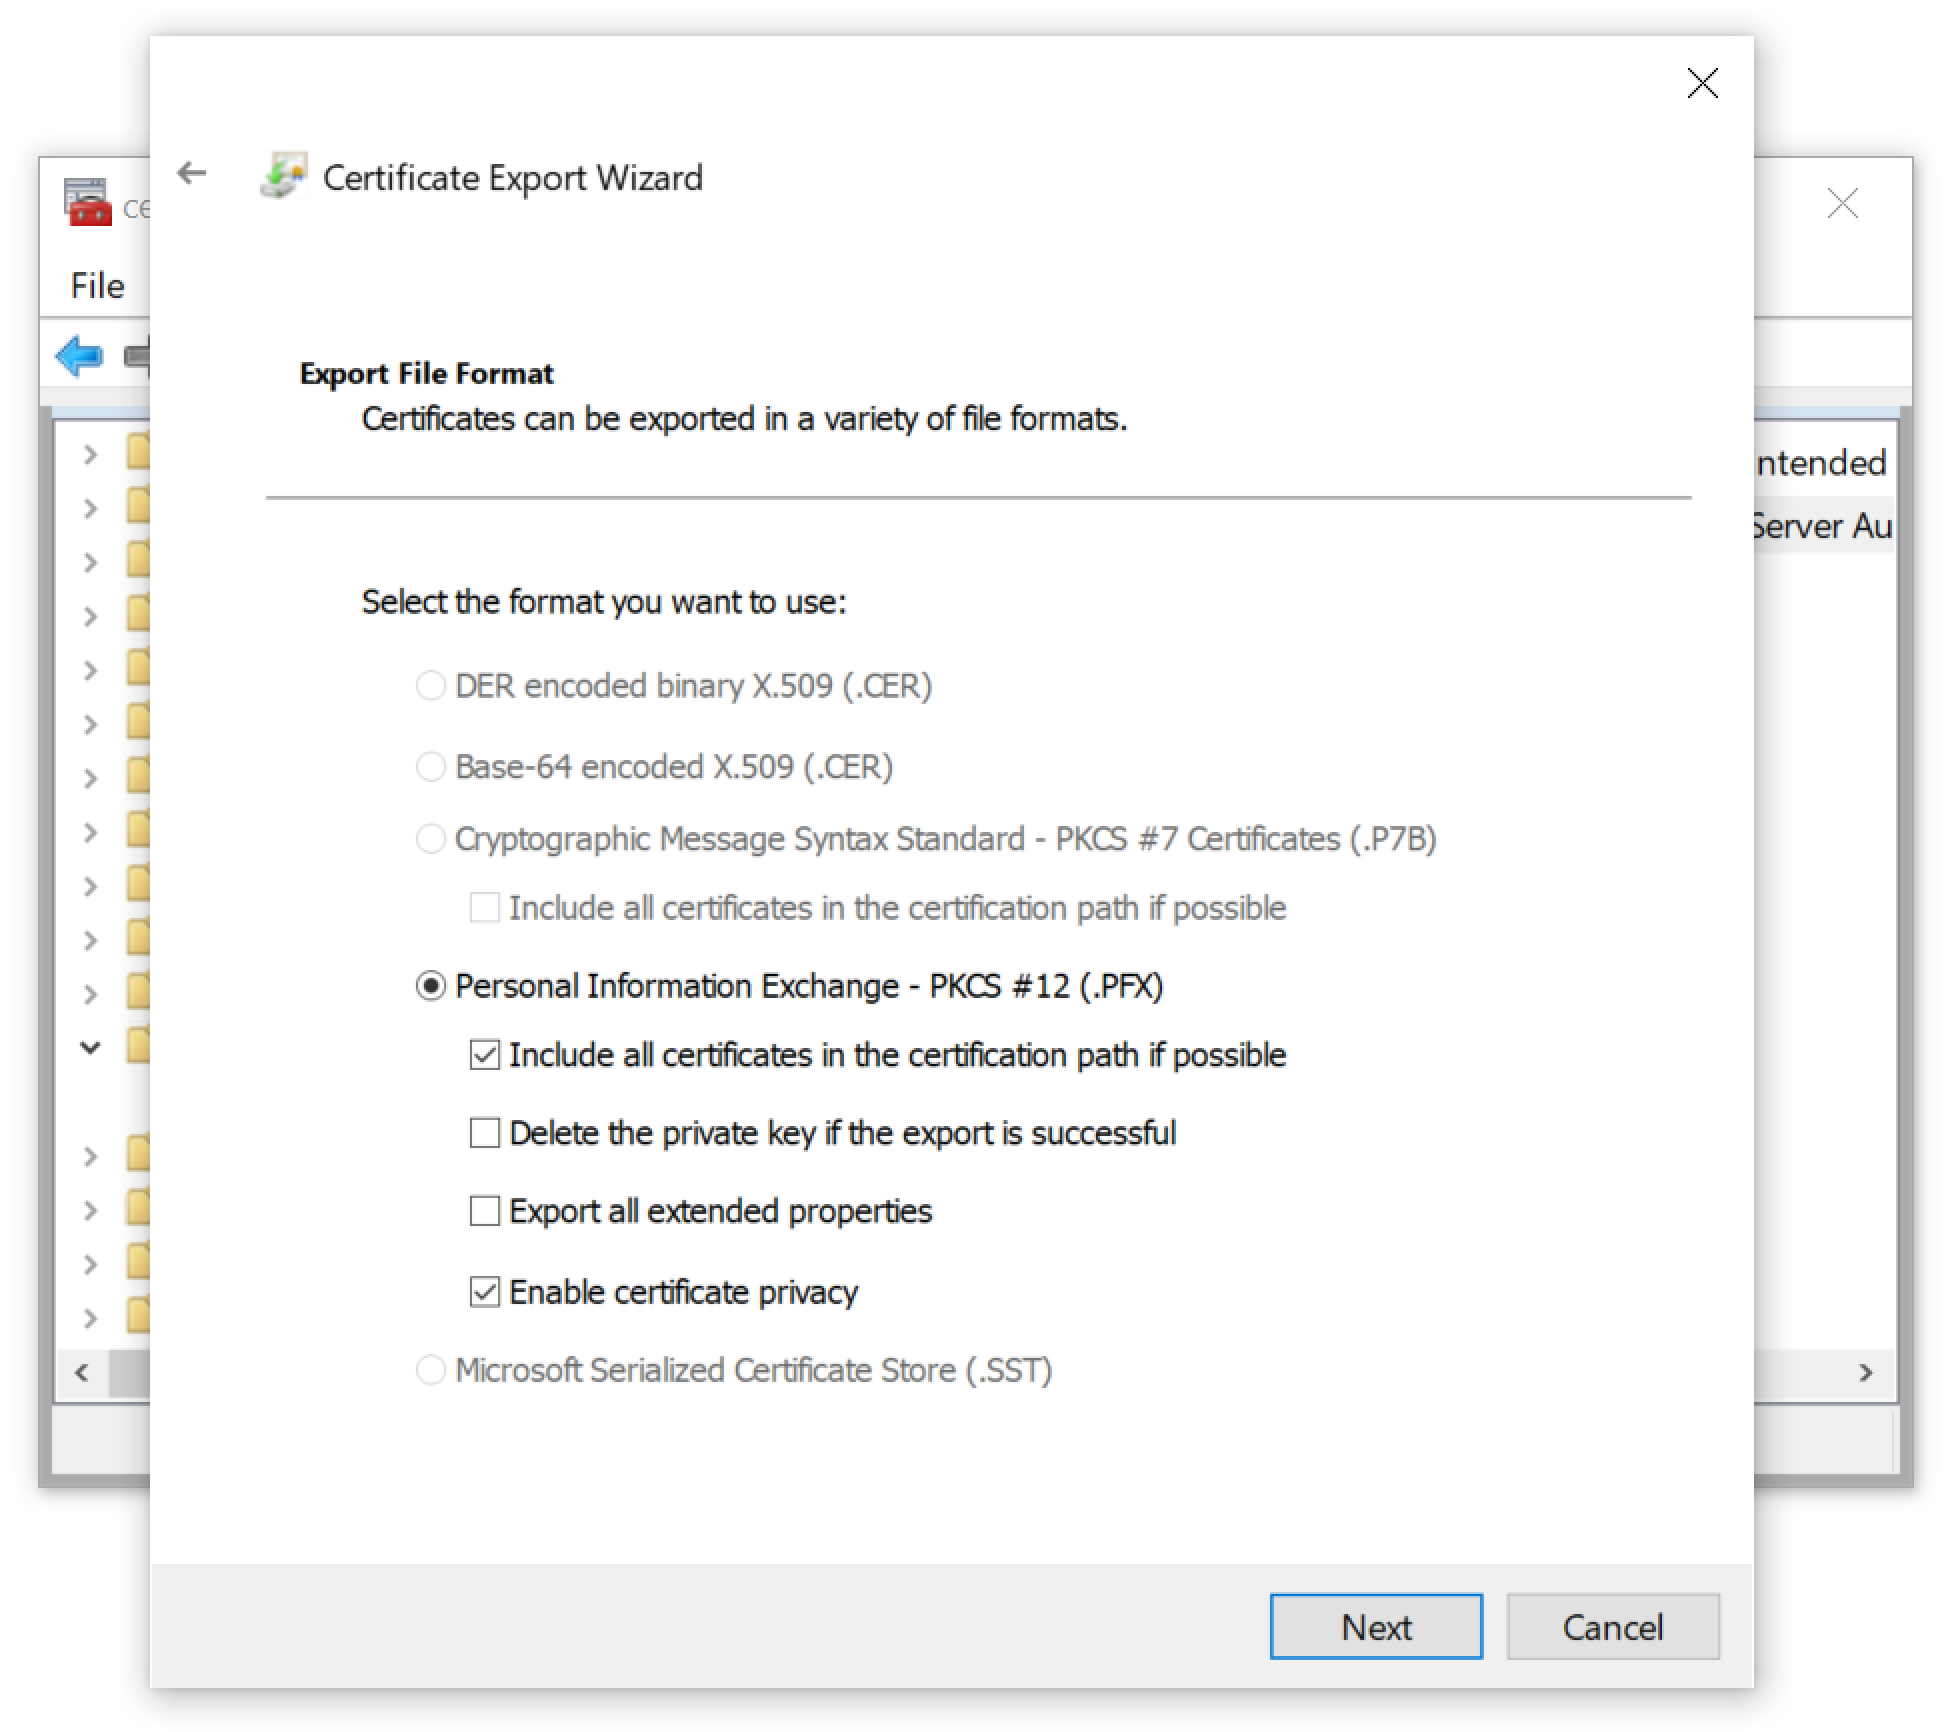 Certificate Export Wizard
File
Export File Format
Certificates can be exported in a variety of file formats.
ntended
Server Au
Select the format you want to use:
DER encoded binary X.509 (.CER)
Base-64 encoded X.509 (.CER)
Cryptographic Message Syntax Standard - PKCS #7 Certificates (.P7B)
Include all certificates in the certification path if possible
Personal Information Exchange - PKCS #12 (.PFX)
Include all certificates in the certification path if possible
Delete the private key if the export is successful
Export all extended properties
Enable certificate privacy
Microsoft Serialized Certificate Store (.SST)
Next
Cancel